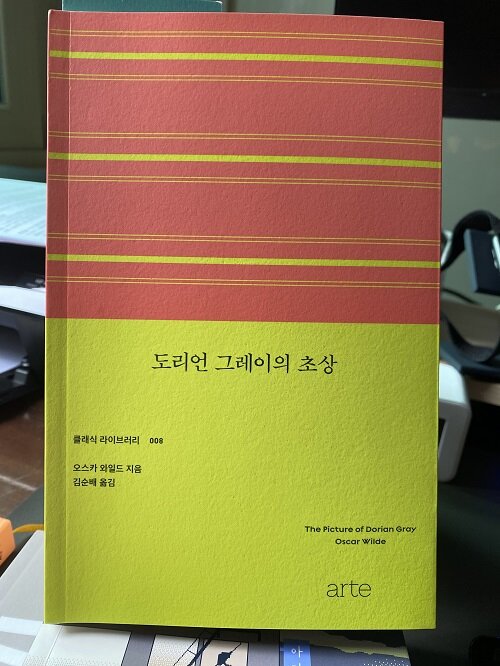 도리언 그레이의 초상
클래식 라이브러리 008
오스카 와일드 지음
김순배 옮김
The Picture of Dorian Gray
Oscar Wilde
arte